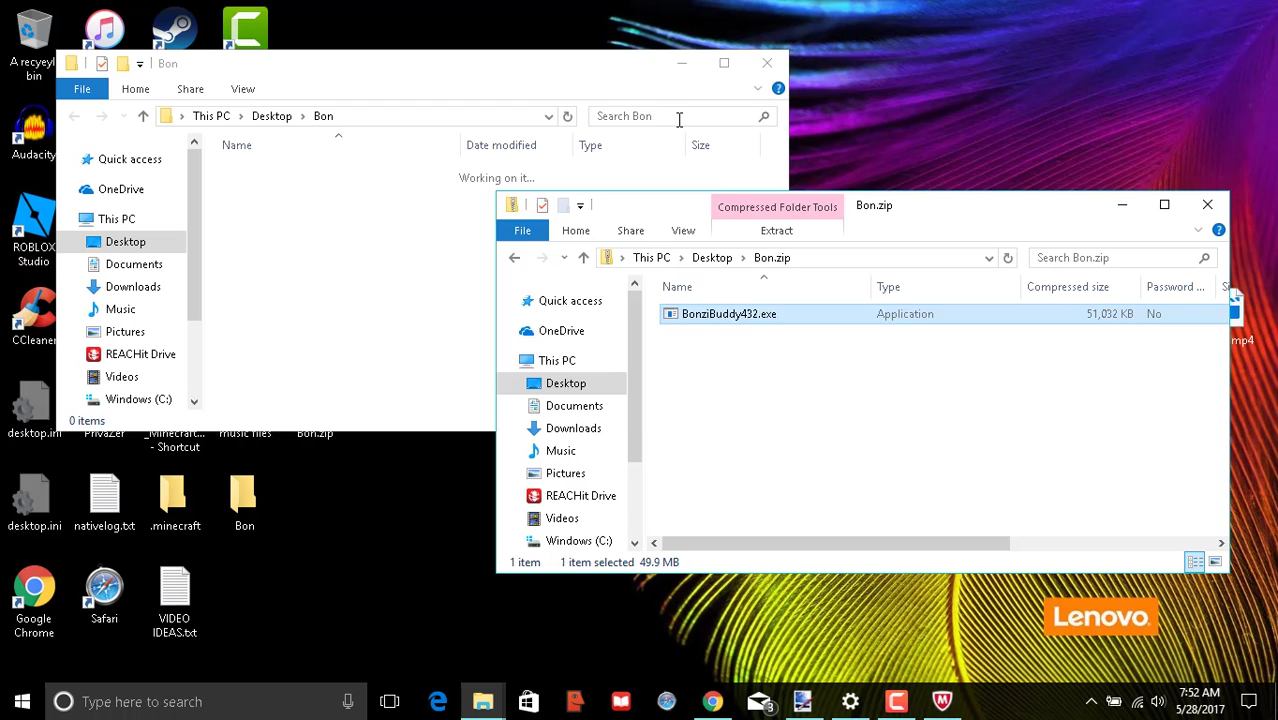 A recyeyl
bin
Bon
File
Home
Share
View
This PC
Desktop
Bon
Search Bon
Name
Date modified
Type
Size
Working on it...
Quick access
OneDrive
This PC
Desktop
Documents
Downloads
Music
Pictures
REACHit Drive
Videos
Windows (C:)
0 items
Compressed Folder Tools
Bon.zip
File
Home
Share
View
Extract
This PC
Desktop
Bon.zip
Search Bon.zip
Name
Type
Compressed size
Password ...
BonziBuddy432.exe
Application
51,032 KB
No
Quick access
OneDrive
This PC
Desktop
Documents
Downloads
Music
Pictures
REACHit Drive
Videos
Windows (C:)
1 item
1 item selected 49.9 MB
Audacity
ROBLOX
Studio
CCleaner
desktop.ini
PrivaZer
_Minecraft...
- Shortcut
music files
Bon.zip
mp4
desktop.ini
nativelog.txt
.minecraft
Bon
Google
Chrome
Safari
VIDEO
IDEAS.txt
Lenovo
Type here to search
3
7:52 AM
5/28/2017